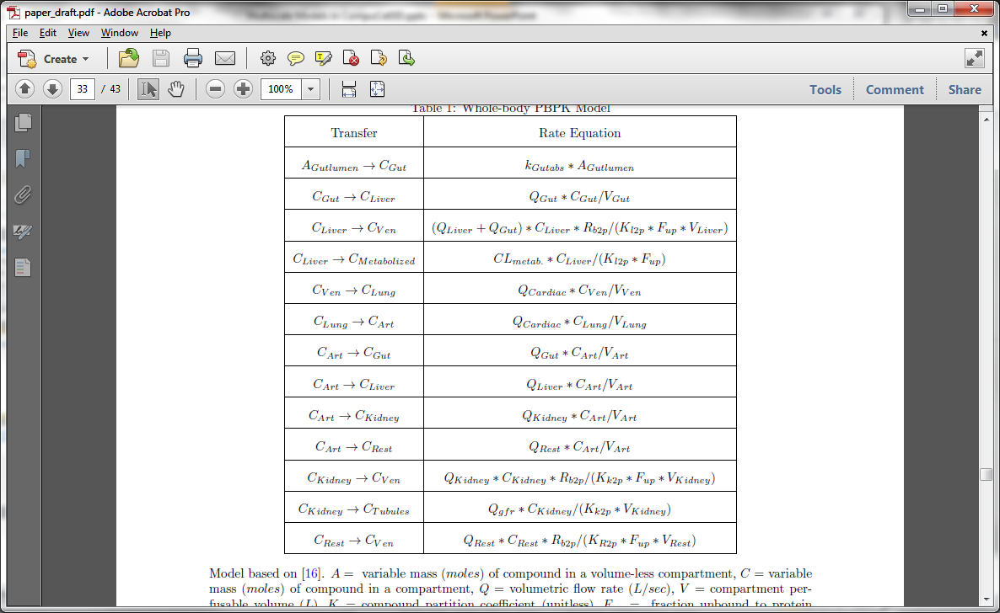 paper_draft.pdf - Adobe Acrobat Pro
File Edit View Window Help
Create
33 / 43 100% Tools Comment Share
Table 1: Whole-body PBPK Model
Transfer Rate Equation
A_Gutlumen → C_Gut k_Gutabs * A_Gutlumen
C_Gut → C_Liver Q_Gut * C_Gut/V_Gut
C_Liver → C_Ven (Q_Liver + Q_Gut) * C_Liver * R_b2p/(K_l2p * F_up * V_Liver)
C_Liver → C_Metabolized CL_metab. * C_Liver/(K_l2p * F_up)
C_Ven → C_Lung Q_Cardiac * C_Ven/V_Ven
C_Lung → C_Art Q_Cardiac * C_Lung/V_Lung
C_Art → C_Gut Q_Gut * C_Art/V_Art
C_Art → C_Liver Q_Liver * C_Art/V_Art
C_Art → C_Kidney Q_Kidney * C_Art/V_Art
C_Art → C_Rest Q_Rest * C_Art/V_Art
C_Kidney → C_Ven Q_Kidney * C_Kidney * R_b2p/(K_k2p * F_up * V_Kidney)
C_Kidney → C_Tubules Q_gfr * C_Kidney/(K_k2p * V_Kidney)
C_Rest → C_Ven Q_Rest * C_Rest * R_b2p/(K_R2p * F_up * V_Rest)
Model based on [16]. A = variable mass (moles) of compound in a volume-less compartment, C = variable
mass (moles) of compound in a compartment, Q = volumetric flow rate (L/sec), V = compartment per-
fusable volume (L), K = compound partition coefficient (unitless), F_up = fraction unbound to protein